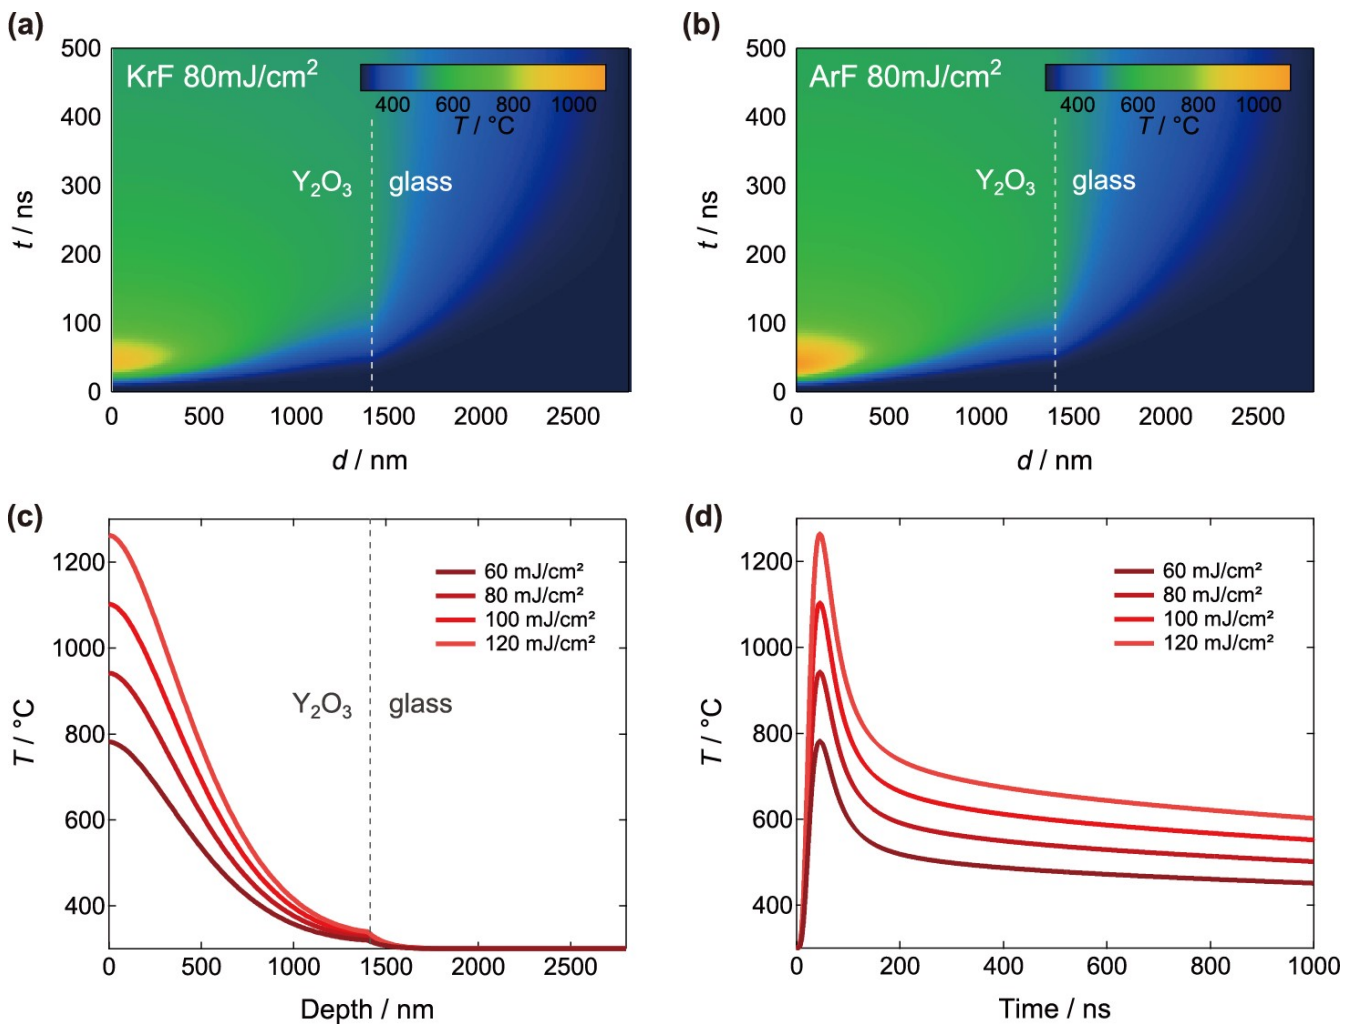 (a)
500
400
300
200
100
0
t / ns
KrF 80mJ/cm²
400 600 800 1000
T / °C
Y₂O₃ glass
0 500 1000 1500 2000 2500
d / nm
(b)
500
400
300
200
100
0
t / ns
ArF 80mJ/cm²
400 600 800 1000
T / °C
Y₂O₃ glass
0 500 1000 1500 2000 2500
d / nm
(c)
1200
1000
800
600
400
T / °C
60 mJ/cm²
80 mJ/cm²
100 mJ/cm²
120 mJ/cm²
Y₂O₃ glass
0 500 1000 1500 2000 2500
Depth / nm
(d)
1200
1000
800
600
400
T / °C
60 mJ/cm²
80 mJ/cm²
100 mJ/cm²
120 mJ/cm²
0 200 400 600 800 1000
Time / ns